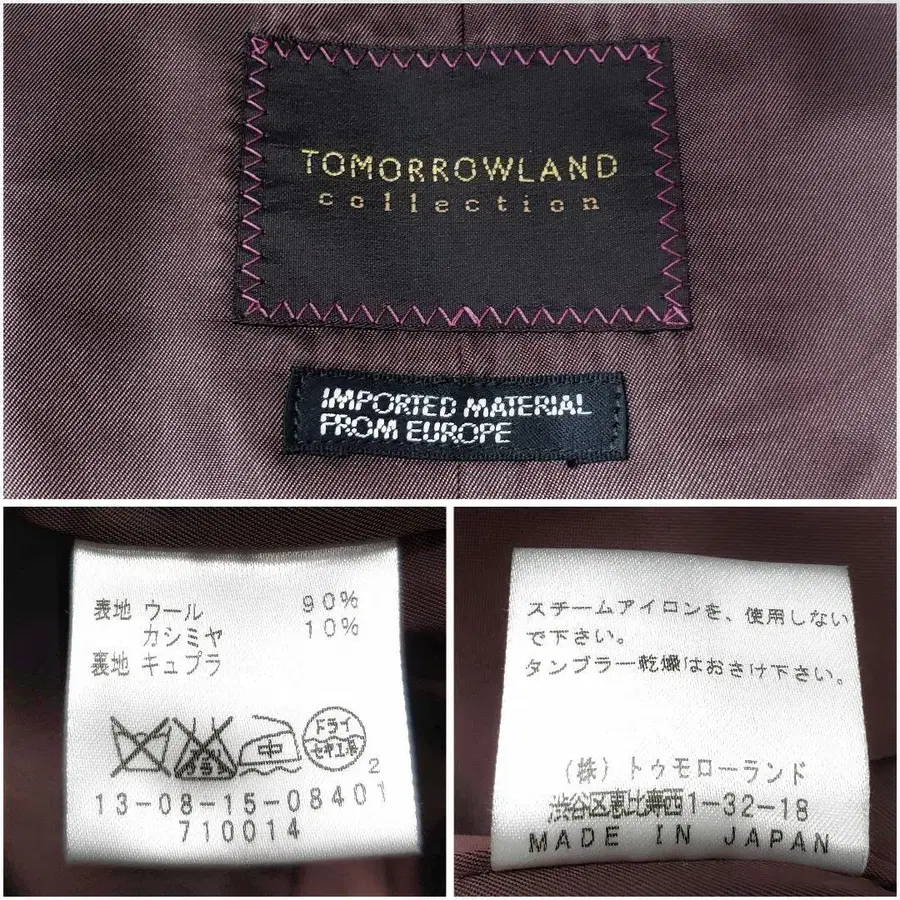 TOMORROWLAND
collection
IMPORTED MATERIAL
FROM EUROPE
表地 ウール 90%
カシミヤ 10%
裏地 キュプラ
中
ドライ
セキユ系
2
13-08-15-08401
710014
スチームアイロンを、使用しない
で下さい。
タンブラー乾燥はおさけ下さい。
(株)トゥモローランド
渋谷区恵比寿西1-32-18
MADE IN JAPAN